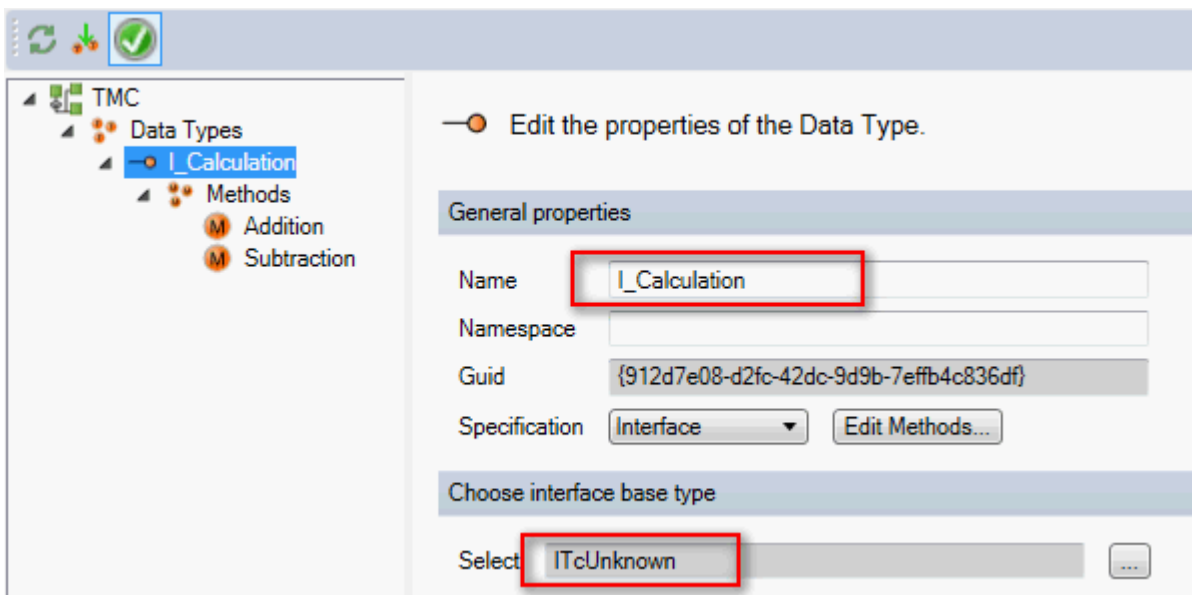 TMC
Data Types
I_Calculation
Methods
M Addition
M Subtraction
Edit the properties of the Data Type.
General properties
Name I_Calculation
Namespace
Guid {912d7e08-d2fc-42dc-9d9b-7effb4c836df}
Specification Interface Edit Methods...
Choose interface base type
Select ITcUnknown ...